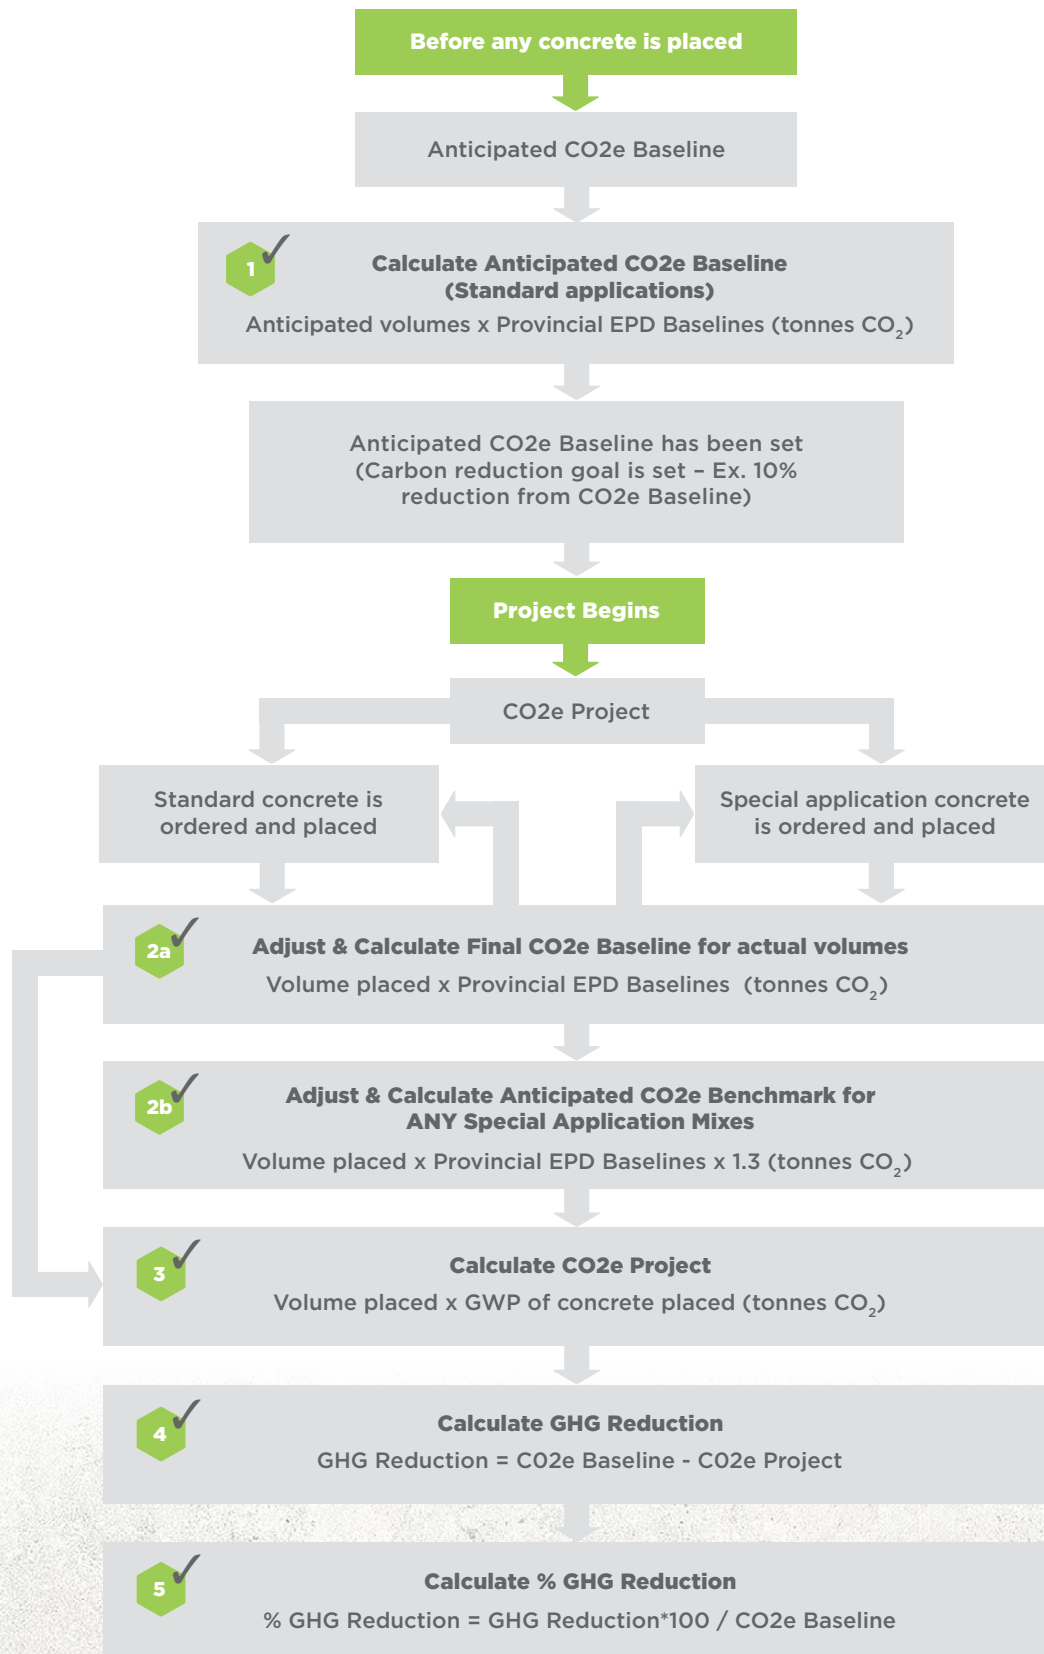 Before any concrete is placed
Anticipated CO2e Baseline
1
Calculate Anticipated CO2e Baseline
(Standard applications)
Anticipated volumes x Provincial EPD Baselines (tonnes CO₂)
Anticipated CO2e Baseline has been set
(Carbon reduction goal is set – Ex. 10%
reduction from CO2e Baseline)
Project Begins
CO2e Project
Standard concrete is
ordered and placed
Special application concrete
is ordered and placed
2a
Adjust & Calculate Final CO2e Baseline for actual volumes
Volume placed x Provincial EPD Baselines (tonnes CO₂)
2b
Adjust & Calculate Anticipated CO2e Benchmark for
ANY Special Application Mixes
Volume placed x Provincial EPD Baselines x 1.3 (tonnes CO₂)
3
Calculate CO2e Project
Volume placed x GWP of concrete placed (tonnes CO₂)
4
Calculate GHG Reduction
GHG Reduction = C02e Baseline - C02e Project
5
Calculate % GHG Reduction
% GHG Reduction = GHG Reduction*100 / CO2e Baseline